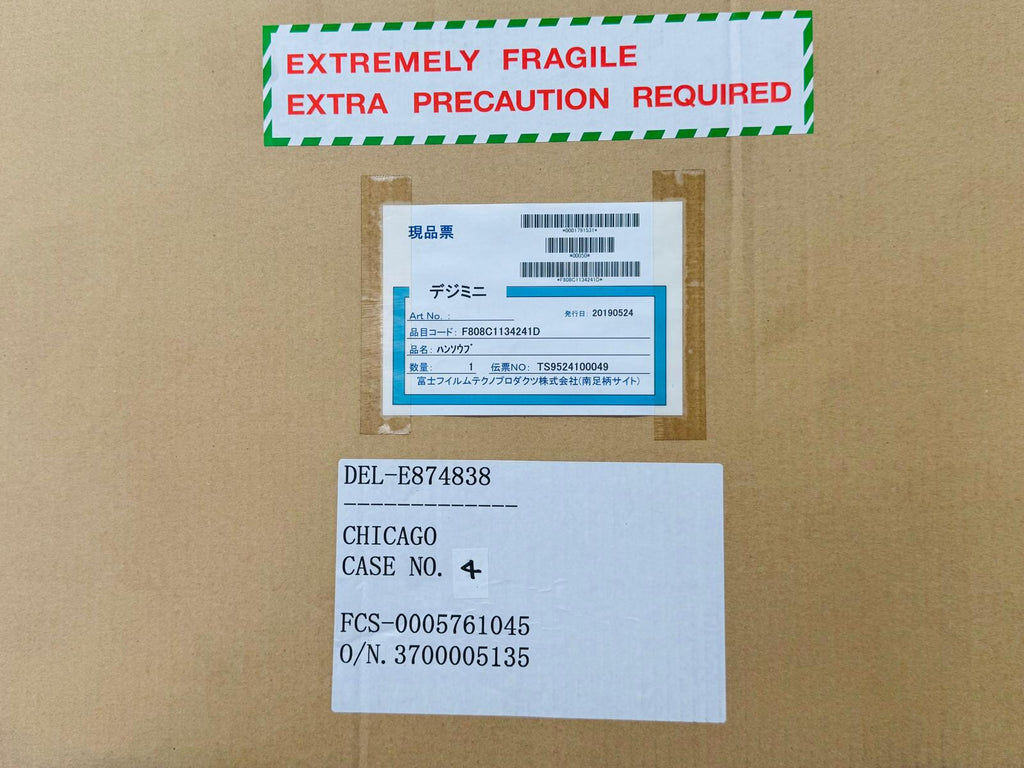 EXTREMELY FRAGILE
EXTRA PRECAUTION REQUIRED
現品票
*0001791531*
*00050*
*F808C1134241D*
デジミニ
Art No. :
発行日: 20190524
品目コード: F808C1134241D
品名: ﾊﾝｿｳﾌﾞ
数量: 1 伝票NO: TS9524100049
富士フイルムテクノプロダクツ株式会社(南足柄サイト)
DEL-E874838
-------------
CHICAGO
CASE NO. 4
FCS-0005761045
O/N.3700005135